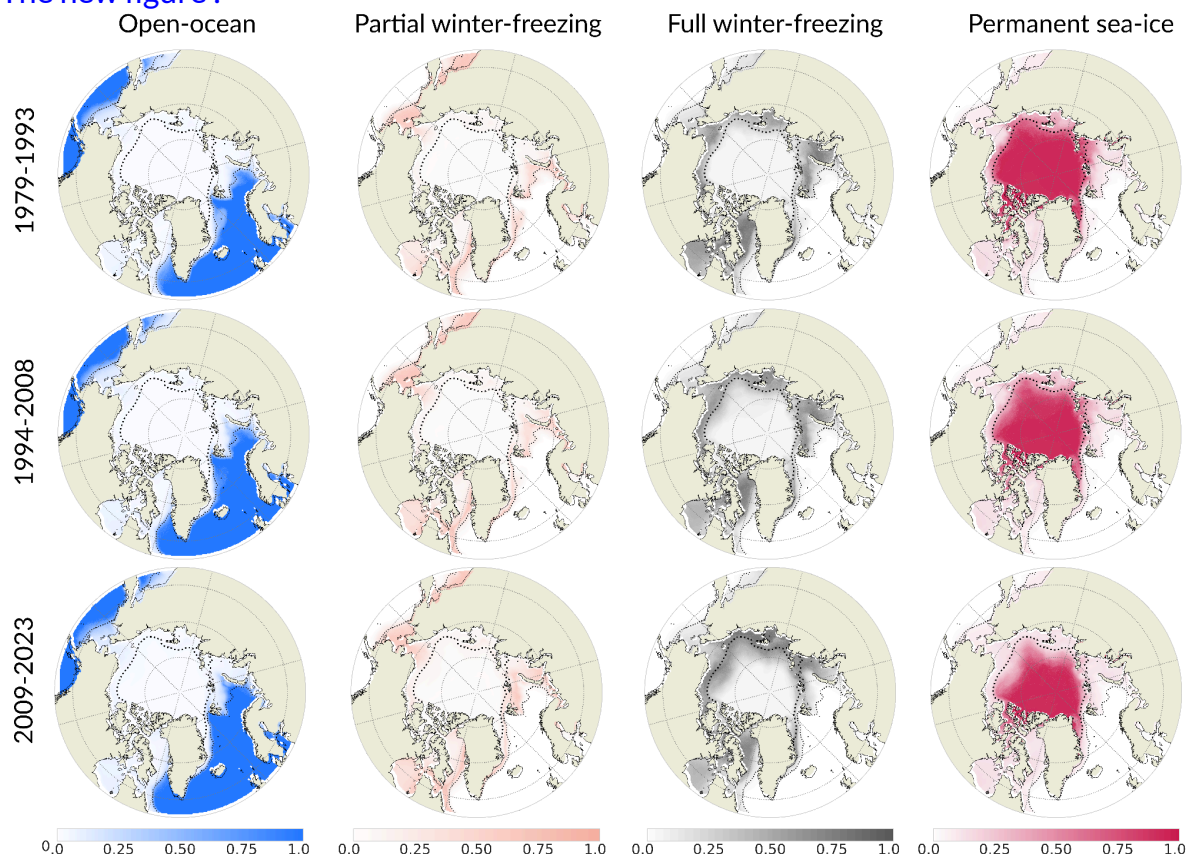 The new figure :
Open-ocean Partial winter-freezing Full winter-freezing Permanent sea-ice
1979-1993
1994-2008
2009-2023
0.0 0.25 0.50 0.75 1.0 0.0 0.25 0.50 0.75 1.0 0.0 0.25 0.50 0.75 1.0 0.0 0.25 0.50 0.75 1.0